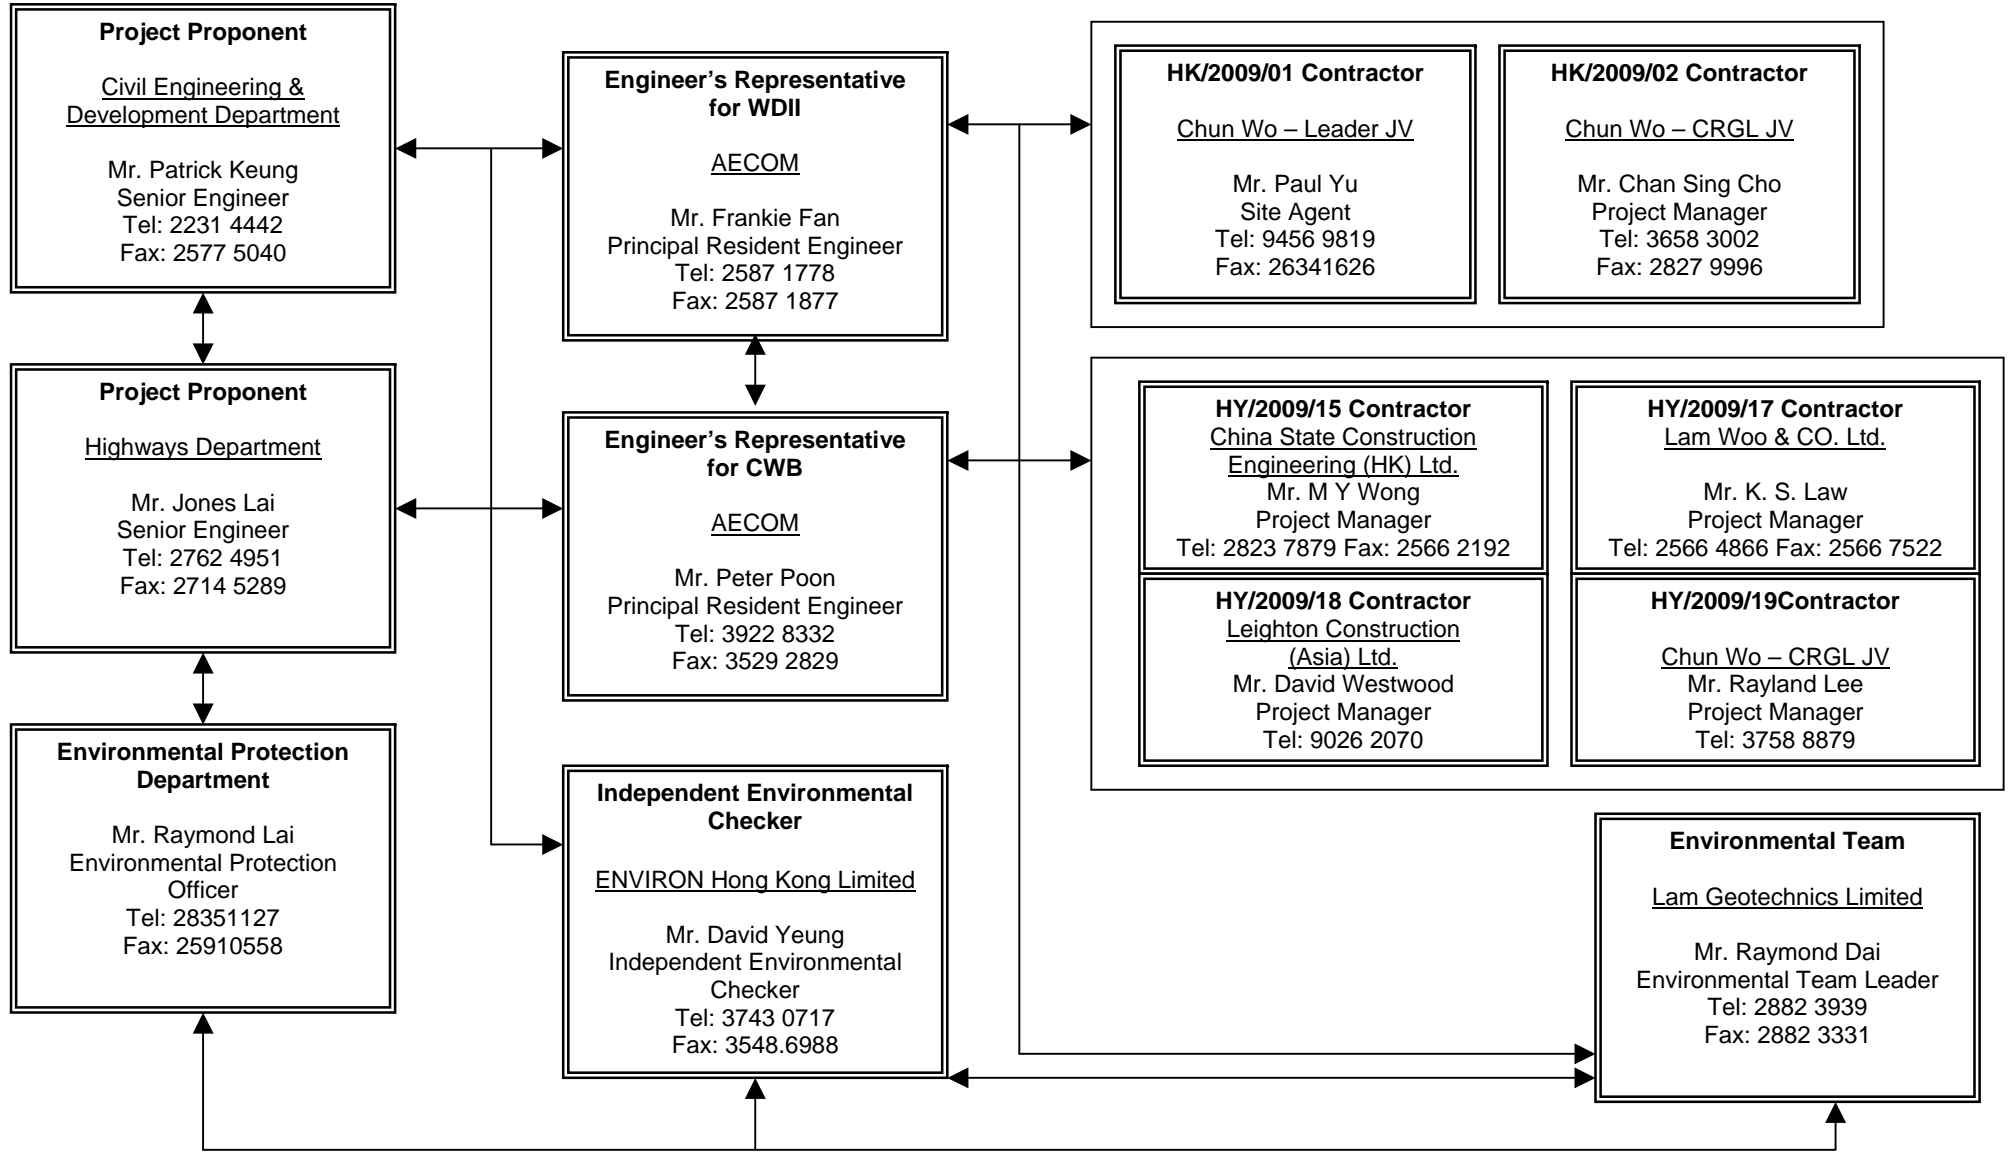 Project Proponent
Civil Engineering &
Development Department
Mr. Patrick Keung
Senior Engineer
Tel: 2231 4442
Fax: 2577 5040
Project Proponent
Highways Department
Mr. Jones Lai
Senior Engineer
Tel: 2762 4951
Fax: 2714 5289
Environmental Protection
Department
Mr. Raymond Lai
Environmental Protection
Officer
Tel: 28351127
Fax: 25910558
Engineer’s Representative
for WDII
AECOM
Mr. Frankie Fan
Principal Resident Engineer
Tel: 2587 1778
Fax: 2587 1877
Engineer’s Representative
for CWB
AECOM
Mr. Peter Poon
Principal Resident Engineer
Tel: 3922 8332
Fax: 3529 2829
Independent Environmental
Checker
ENVIRON Hong Kong Limited
Mr. David Yeung
Independent Environmental
Checker
Tel: 3743 0717
Fax: 3548.6988
HK/2009/01 Contractor
Chun Wo – Leader JV
Mr. Paul Yu
Site Agent
Tel: 9456 9819
Fax: 26341626
HK/2009/02 Contractor
Chun Wo – CRGL JV
Mr. Chan Sing Cho
Project Manager
Tel: 3658 3002
Fax: 2827 9996
HY/2009/15 Contractor
China State Construction
Engineering (HK) Ltd.
Mr. M Y Wong
Project Manager
Tel: 2823 7879 Fax: 2566 2192
HY/2009/17 Contractor
Lam Woo & CO. Ltd.
Mr. K. S. Law
Project Manager
Tel: 2566 4866 Fax: 2566 7522
HY/2009/18 Contractor
Leighton Construction
(Asia) Ltd.
Mr. David Westwood
Project Manager
Tel: 9026 2070
HY/2009/19Contractor
Chun Wo – CRGL JV
Mr. Rayland Lee
Project Manager
Tel: 3758 8879
Environmental Team
Lam Geotechnics Limited
Mr. Raymond Dai
Environmental Team Leader
Tel: 2882 3939
Fax: 2882 3331